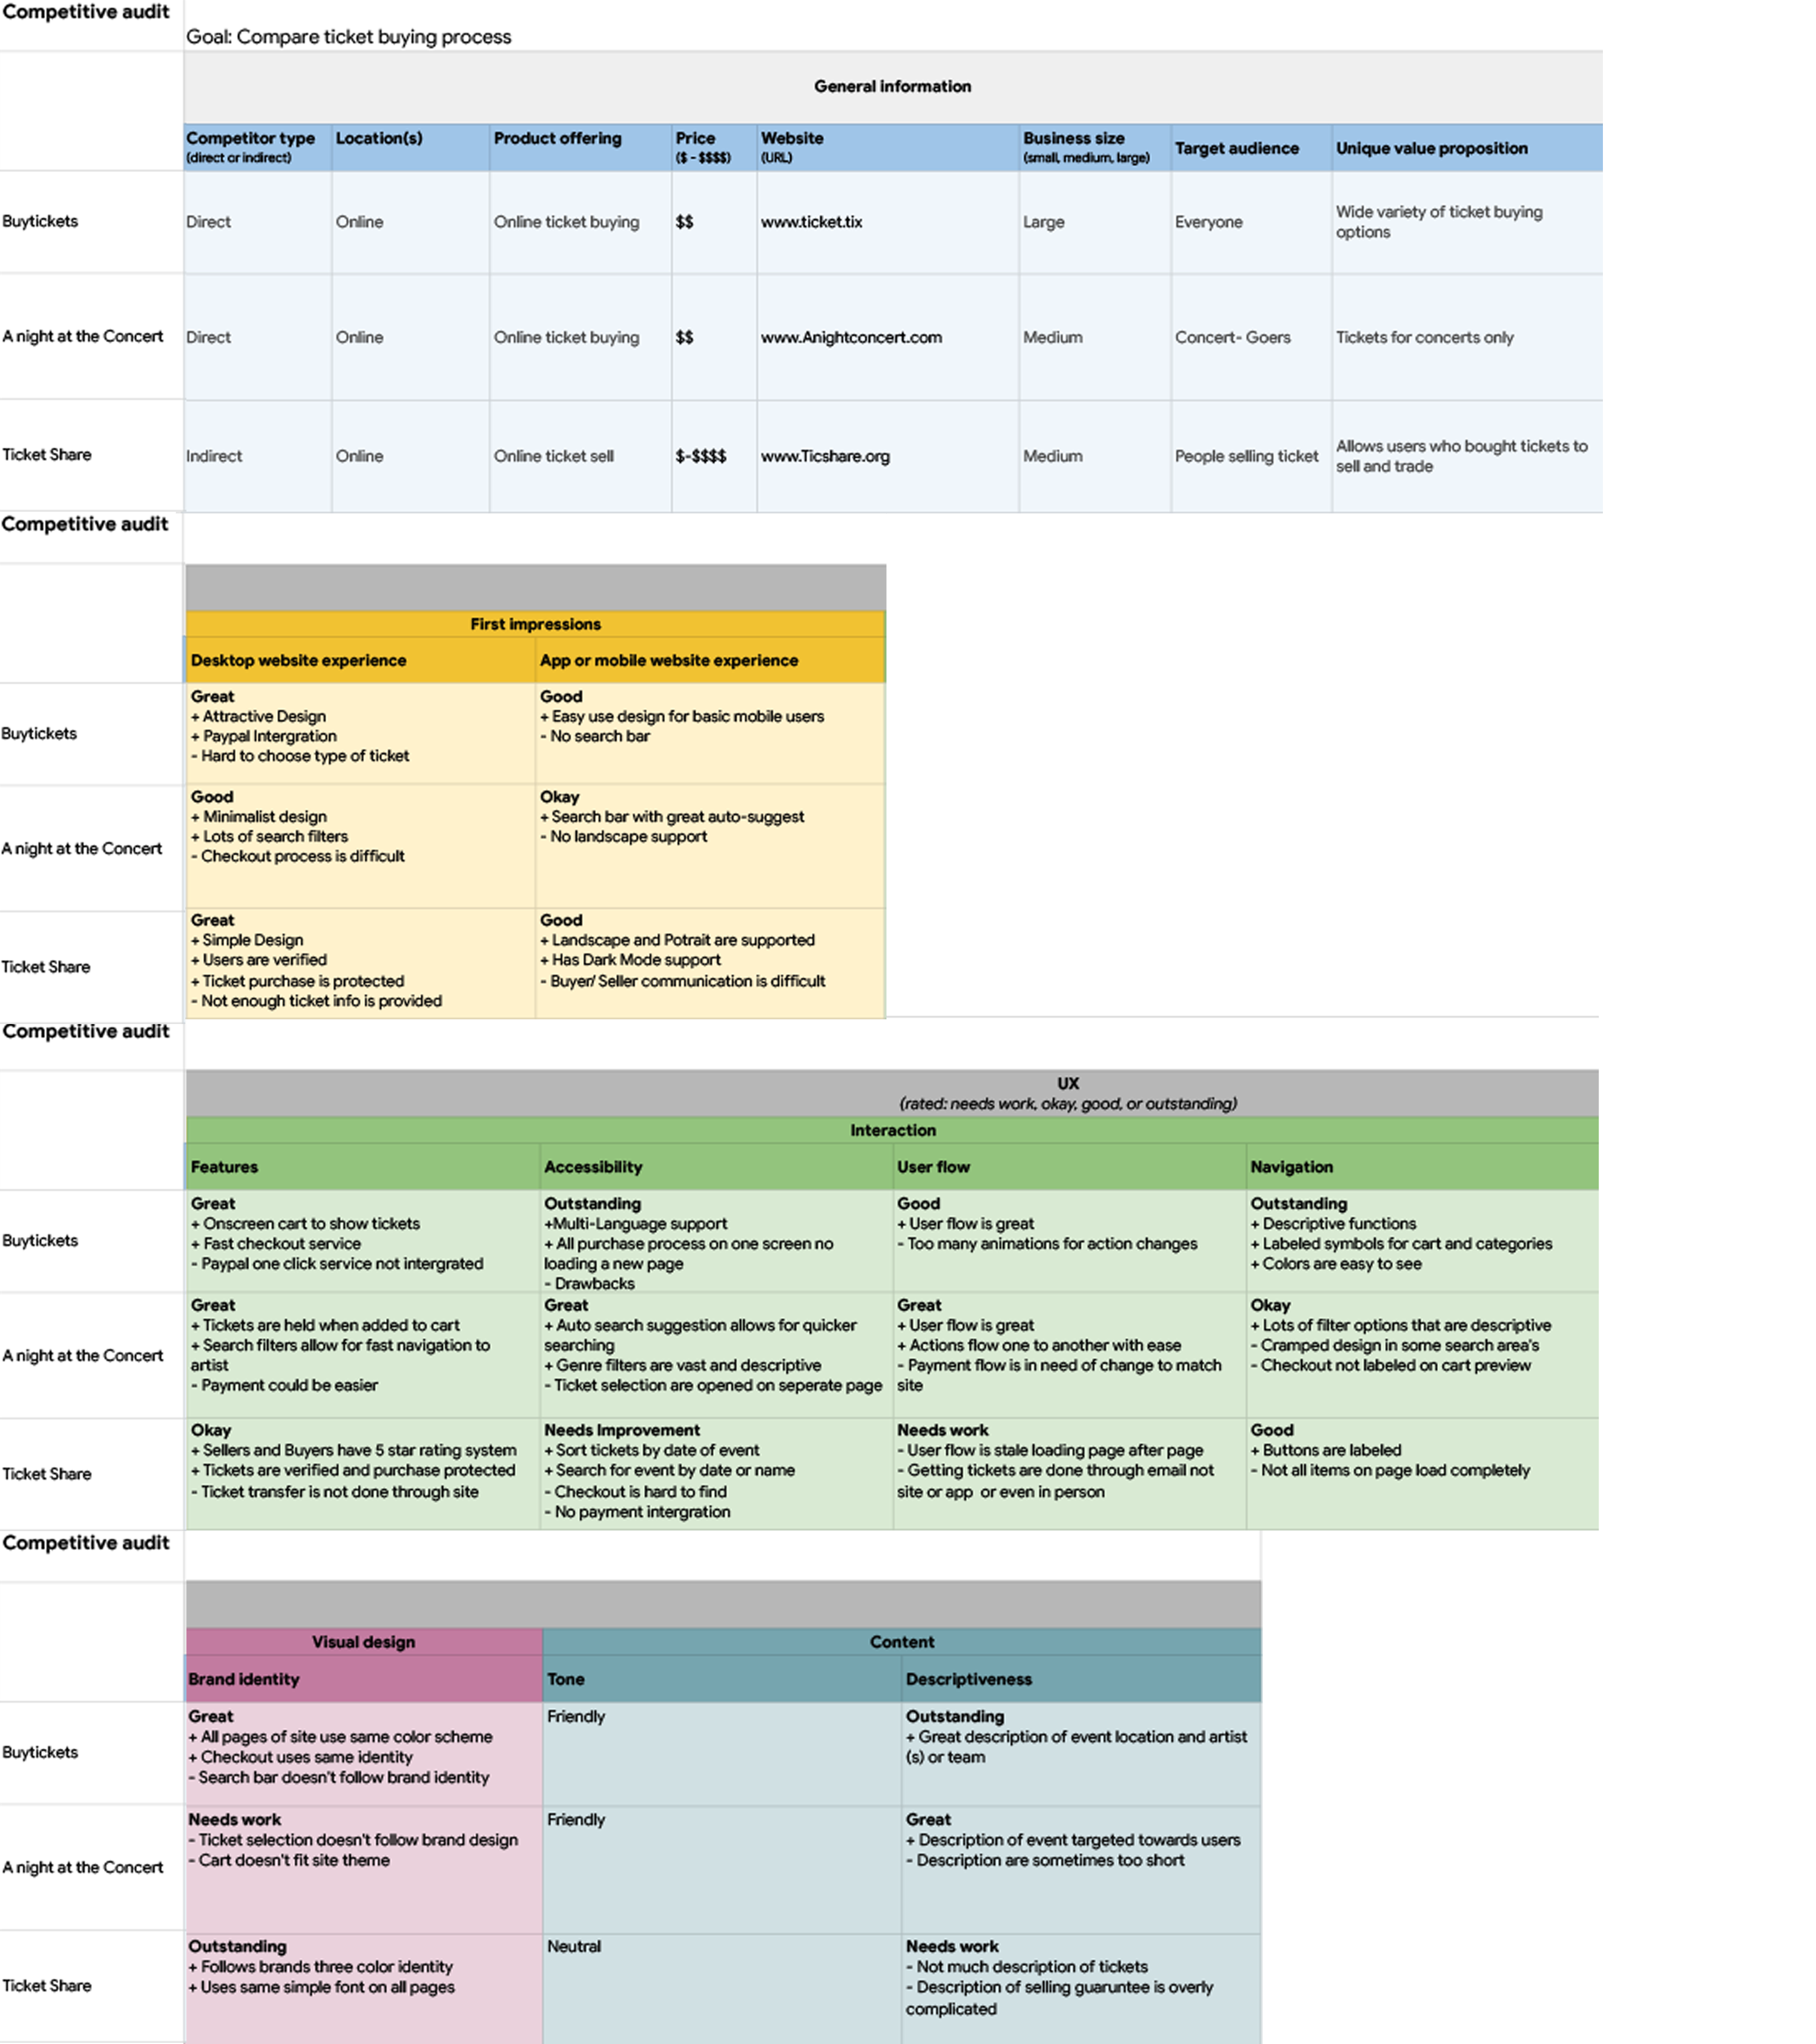 Competitive audit
Goal: Compare ticket buying process
General information
Competitor type
(direct or indirect)
Location(s)
Product offering
Price
($ - $$$$)
Website
(URL)
Business size
(small, medium, large)
Target audience
Unique value proposition
Buytickets
Direct
Online
Online ticket buying
$$
www.ticket.tix
Large
Everyone
Wide variety of ticket buying
options
A night at the Concert
Direct
Online
Online ticket buying
$$
www.Anightconcert.com
Medium
Concert- Goers
Tickets for concerts only
Ticket Share
Indirect
Online
Online ticket sell
$-$$$$
www.Ticshare.org
Medium
People selling ticket
Allows users who bought tickets to
sell and trade
Competitive audit
First impressions
Desktop website experience
App or mobile website experience
Buytickets
Great
+ Attractive Design
+ Paypal Intergration
- Hard to choose type of ticket
Good
+ Easy use design for basic mobile users
- No search bar
A night at the Concert
Good
+ Minimalist design
+ Lots of search filters
- Checkout process is difficult
Okay
+ Search bar with great auto-suggest
- No landscape support
Ticket Share
Great
+ Simple Design
+ Users are verified
+ Ticket purchase is protected
- Not enough ticket info is provided
Good
+ Landscape and Potrait are supported
+ Has Dark Mode support
- Buyer/ Seller communication is difficult
Competitive audit
UX
(rated: needs work, okay, good, or outstanding)
Interaction
Features
Accessibility
User flow
Navigation
Buytickets
Great
+ Onscreen cart to show tickets
+ Fast checkout service
- Paypal one click service not intergrated
Outstanding
+Multi-Language support
+ All purchase process on one screen no
loading a new page
- Drawbacks
Good
+ User flow is great
- Too many animations for action changes
Outstanding
+ Descriptive functions
+ Labeled symbols for cart and categories
+ Colors are easy to see
A night at the Concert
Great
+ Tickets are held when added to cart
+ Search filters allow for fast navigation to
artist
- Payment could be easier
Great
+ Auto search suggestion allows for quicker
searching
+ Genre filters are vast and descriptive
- Ticket selection are opened on seperate page
Great
+ User flow is great
+ Actions flow one to another with ease
- Payment flow is in need of change to match
site
Okay
+ Lots of filter options that are descriptive
- Cramped design in some search area's
- Checkout not labeled on cart preview
Ticket Share
Okay
+ Sellers and Buyers have 5 star rating system
+ Tickets are verified and purchase protected
- Ticket transfer is not done through site
Needs Improvement
+ Sort tickets by date of event
+ Search for event by date or name
- Checkout is hard to find
- No payment intergration
Needs work
- User flow is stale loading page after page
- Getting tickets are done through email not
site or app or even in person
Good
+ Buttons are labeled
- Not all items on page load completely
Competitive audit
Visual design
Content
Brand identity
Tone
Descriptiveness
Buytickets
Great
+ All pages of site use same color scheme
+ Checkout uses same identity
- Search bar doesn't follow brand identity
Friendly
Outstanding
+ Great description of event location and artist
(s) or team
A night at the Concert
Needs work
- Ticket selection doesn't follow brand design
- Cart doesn't fit site theme
Friendly
Great
+ Description of event targeted towards users
- Description are sometimes too short
Ticket Share
Outstanding
+ Follows brands three color identity
+ Uses same simple font on all pages
Neutral
Needs work
- Not much description of tickets
- Description of selling guaruntee is overly
complicated